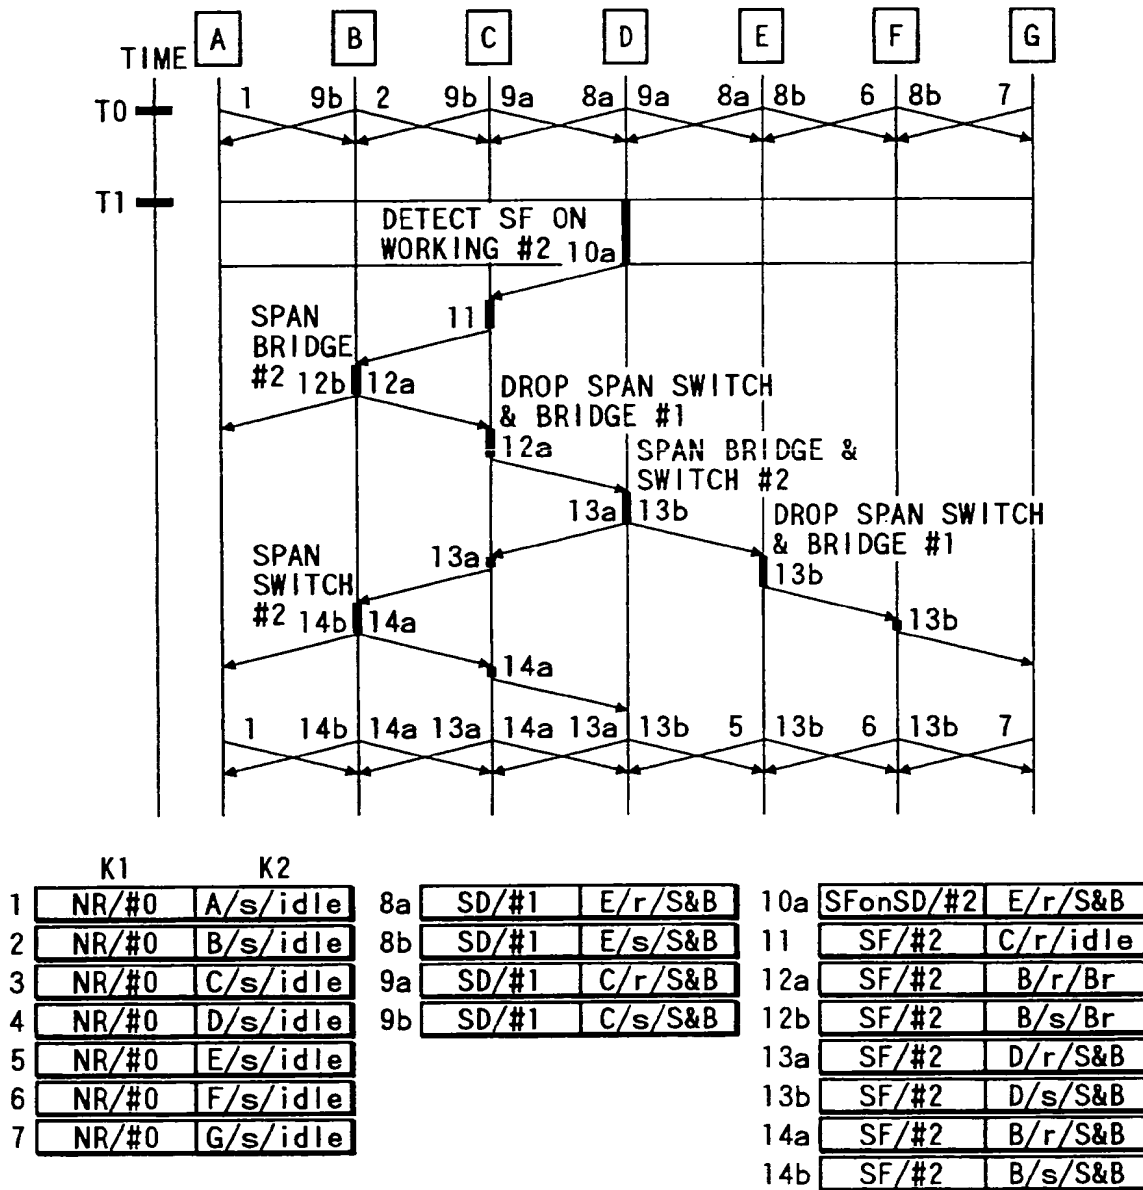 A B C D E F G
TIME
T0 1 9b 2 9b 9a 8a 9a 8a 8b 6 8b 7
T1
DETECT SF ON
WORKING #2 10a
11
SPAN
BRIDGE
#2 12b 12a
DROP SPAN SWITCH
& BRIDGE #1
12a
SPAN BRIDGE &
SWITCH #2
13a 13b
DROP SPAN SWITCH
& BRIDGE #1
13a
13b
SPAN
SWITCH
#2 14b 14a
13b
14a
1 14b 14a 13a 14a 13a 13b 5 13b 6 13b 7
K1 K2
1 NR/#0 A/s/idle
2 NR/#0 B/s/idle
3 NR/#0 C/s/idle
4 NR/#0 D/s/idle
5 NR/#0 E/s/idle
6 NR/#0 F/s/idle
7 NR/#0 G/s/idle
8a SD/#1 E/r/S&B
8b SD/#1 E/s/S&B
9a SD/#1 C/r/S&B
9b SD/#1 C/s/S&B
10a SFonSD/#2 E/r/S&B
11 SF/#2 C/r/idle
12a SF/#2 B/r/Br
12b SF/#2 B/s/Br
13a SF/#2 D/r/S&B
13b SF/#2 D/s/S&B
14a SF/#2 B/r/S&B
14b SF/#2 B/s/S&B